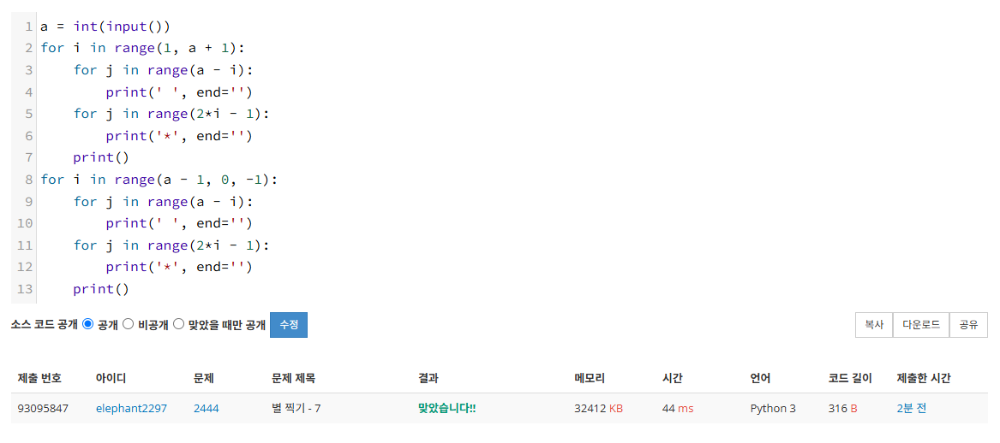 1 a = int(input())
2 for i in range(1, a + 1):
3     for j in range(a - i):
4         print(' ', end='')
5     for j in range(2*i - 1):
6         print('*', end='')
7     print()
8 for i in range(a - 1, 0, -1):
9     for j in range(a - i):
10         print(' ', end='')
11     for j in range(2*i - 1):
12         print('*', end='')
13     print()
소스 코드 공개 공개 비공개 맞았을 때만 공개 수정 복사 다운로드 공유
제출 번호 아이디 문제 문제 제목 결과 메모리 시간 언어 코드 길이 제출한 시간
93095847 elephant2297 2444 별 찍기 - 7 맞았습니다!! 32412 KB 44 ms Python 3 316 B 2분 전